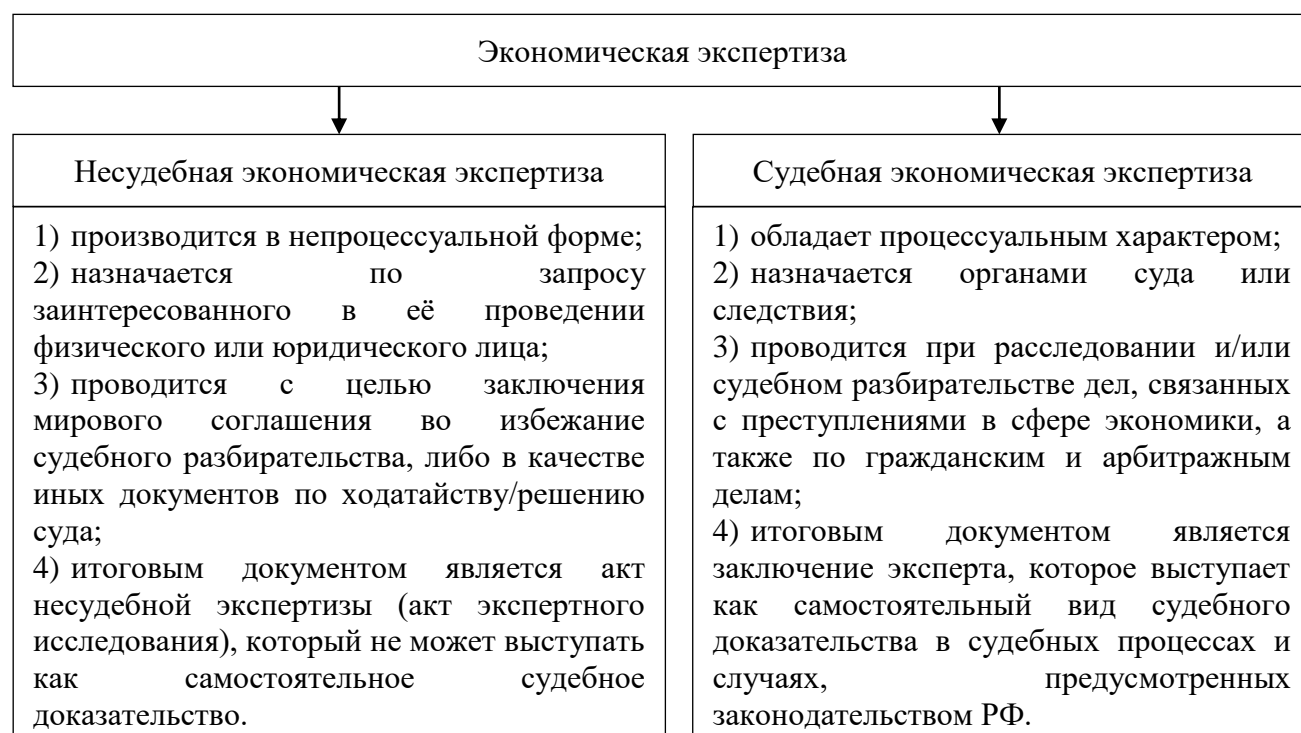 Экономическая экспертиза
Несудебная экономическая экспертиза
1) производится в непроцессуальной форме;
2) назначается по запросу
заинтересованного в её проведении
физического или юридического лица;
3) проводится с целью заключения
мирового соглашения во избежание
судебного разбирательства, либо в качестве
иных документов по ходатайству/решению
суда;
4) итоговым документом является акт
несудебной экспертизы (акт экспертного
исследования), который не может выступать
как самостоятельное судебное
доказательство.
Судебная экономическая экспертиза
1) обладает процессуальным характером;
2) назначается органами суда или
следствия;
3) проводится при расследовании и/или
судебном разбирательстве дел, связанных
с преступлениями в сфере экономики, а
также по гражданским и арбитражным
делам;
4) итоговым документом является
заключение эксперта, которое выступает
как самостоятельный вид судебного
доказательства в судебных процессах и
случаях, предусмотренных
законодательством РФ.